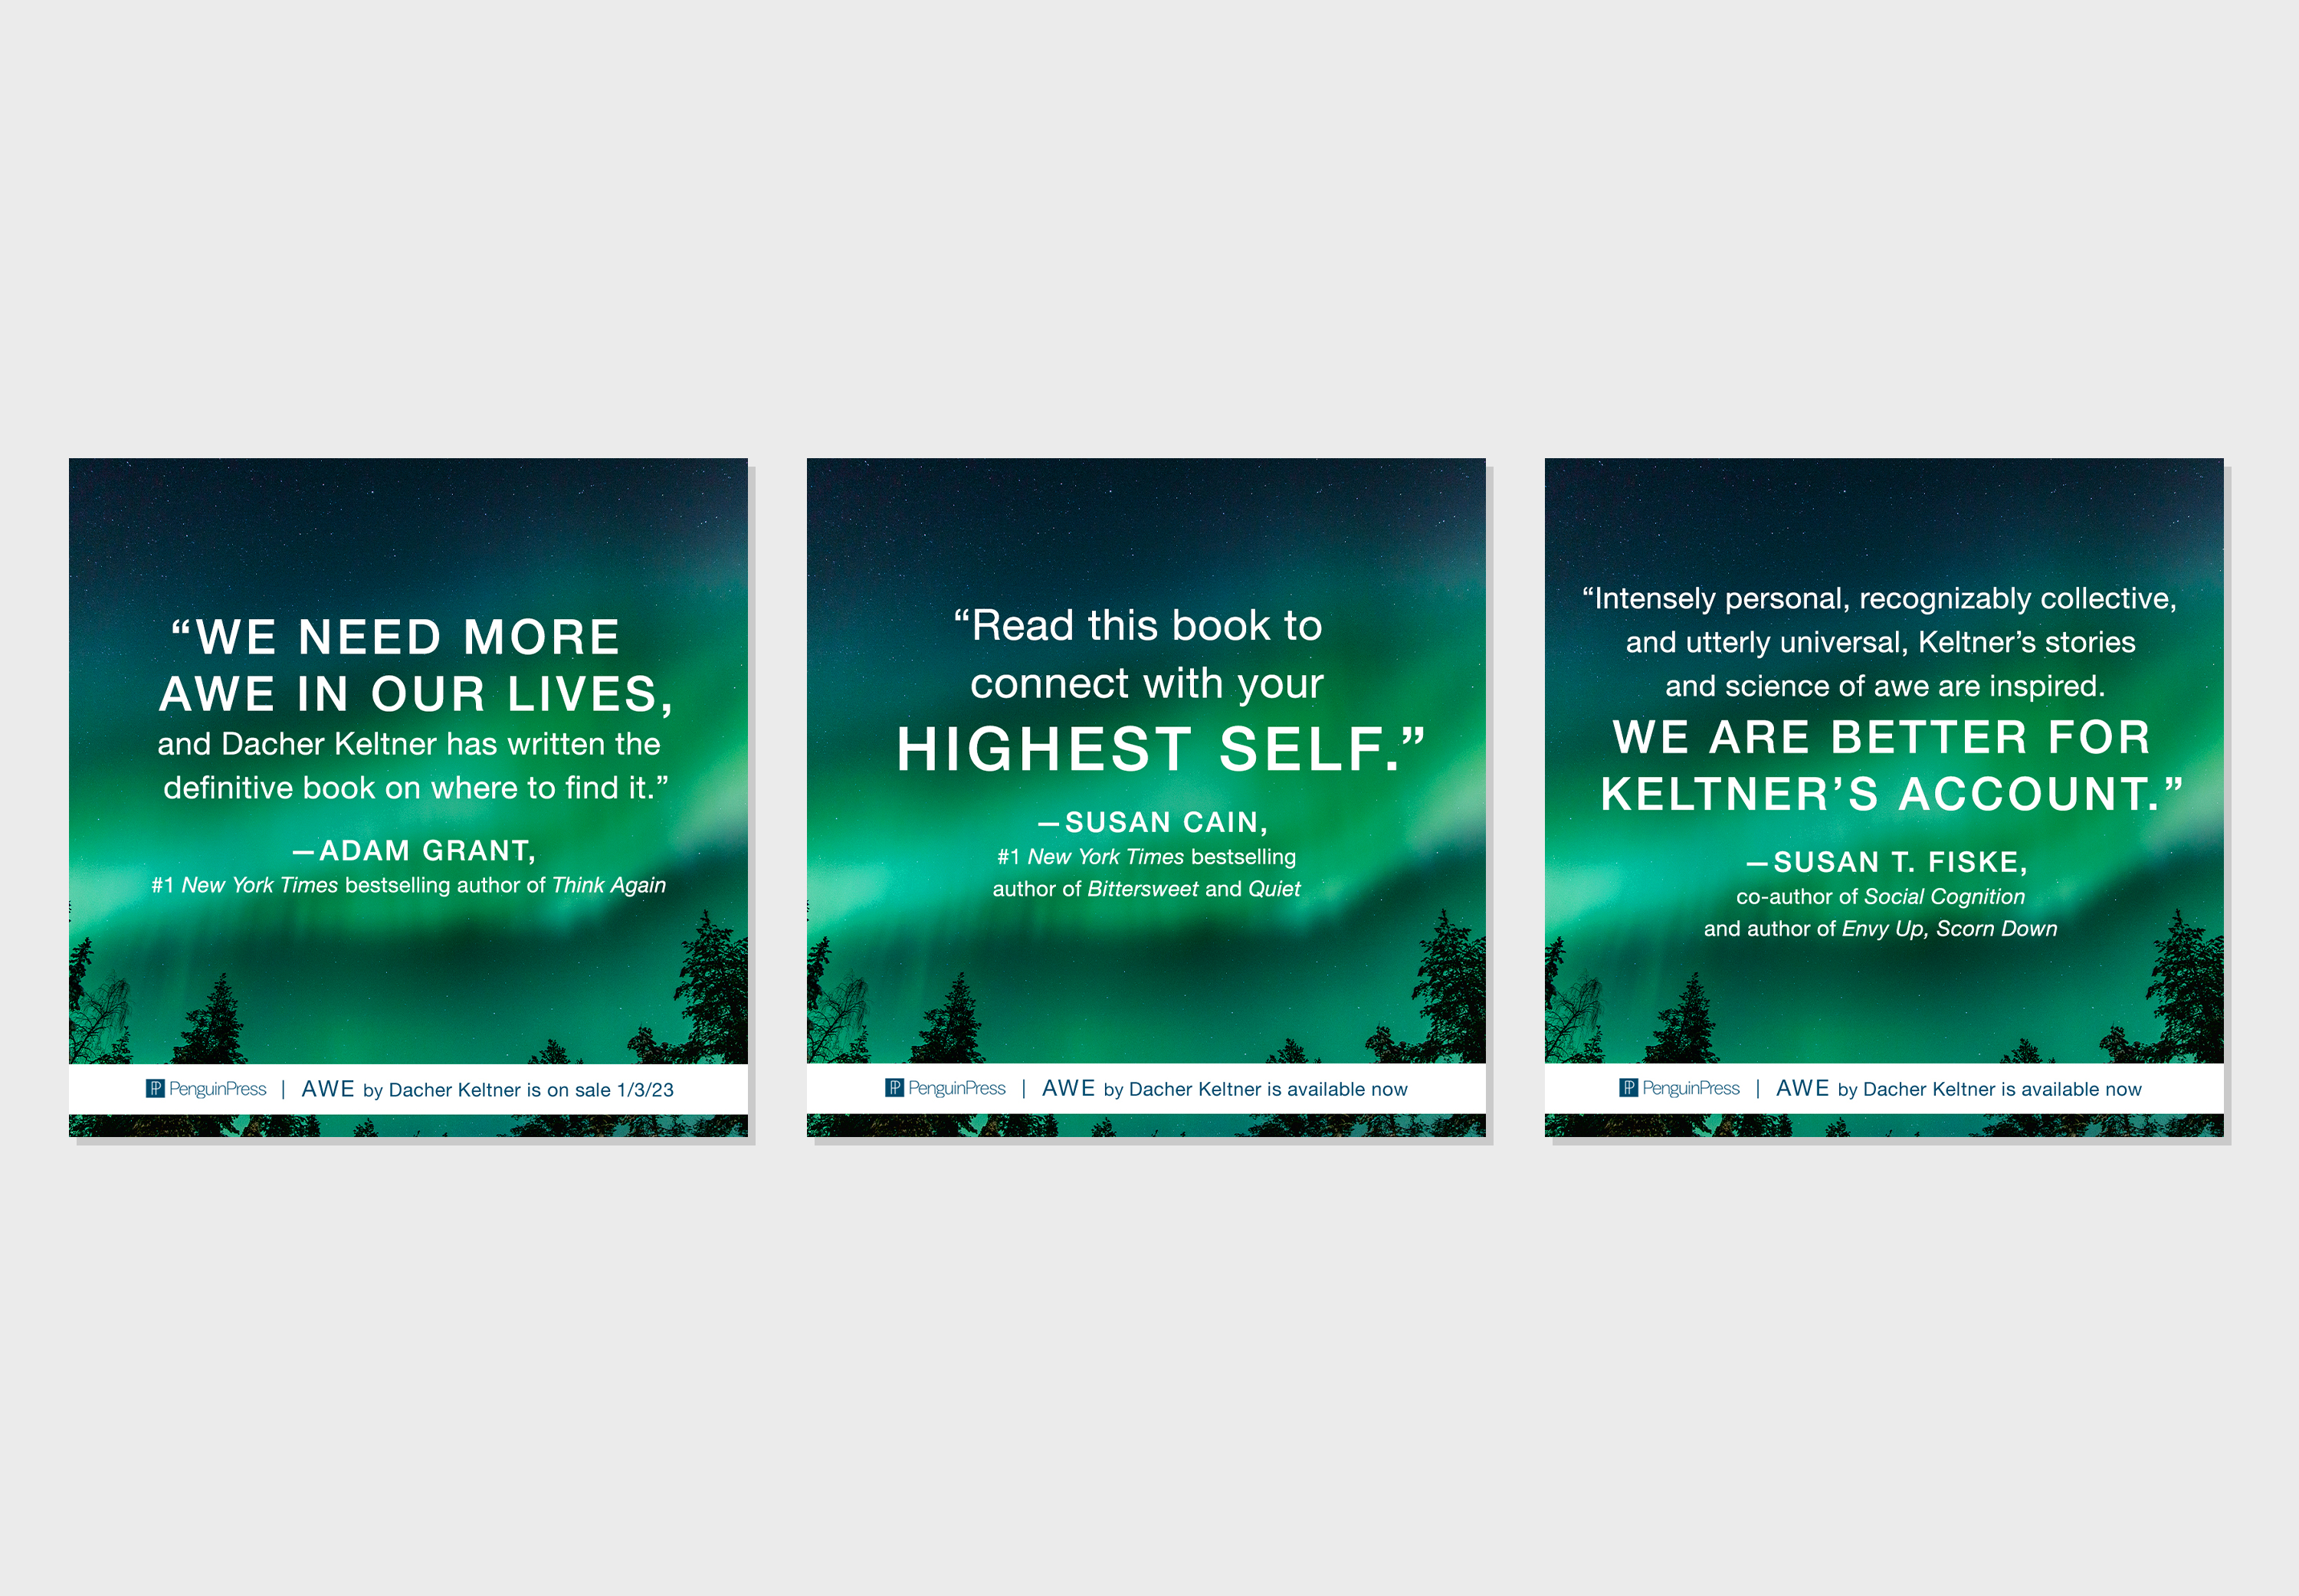 “WE NEED MORE
AWE IN OUR LIVES,
and Dacher Keltner has written the
definitive book on where to find it.”
—ADAM GRANT,
#1 New York Times bestselling author of Think Again
PP PenguinPress | AWE by Dacher Keltner is on sale 1/3/23
“Read this book to
connect with your
HIGHEST SELF.”
—SUSAN CAIN,
#1 New York Times bestselling
author of Bittersweet and Quiet
PP PenguinPress | AWE by Dacher Keltner is available now
“Intensely personal, recognizably collective,
and utterly universal, Keltner’s stories
and science of awe are inspired.
WE ARE BETTER FOR
KELTNER’S ACCOUNT.”
—SUSAN T. FISKE,
co-author of Social Cognition
and author of Envy Up, Scorn Down
PP PenguinPress | AWE by Dacher Keltner is available now